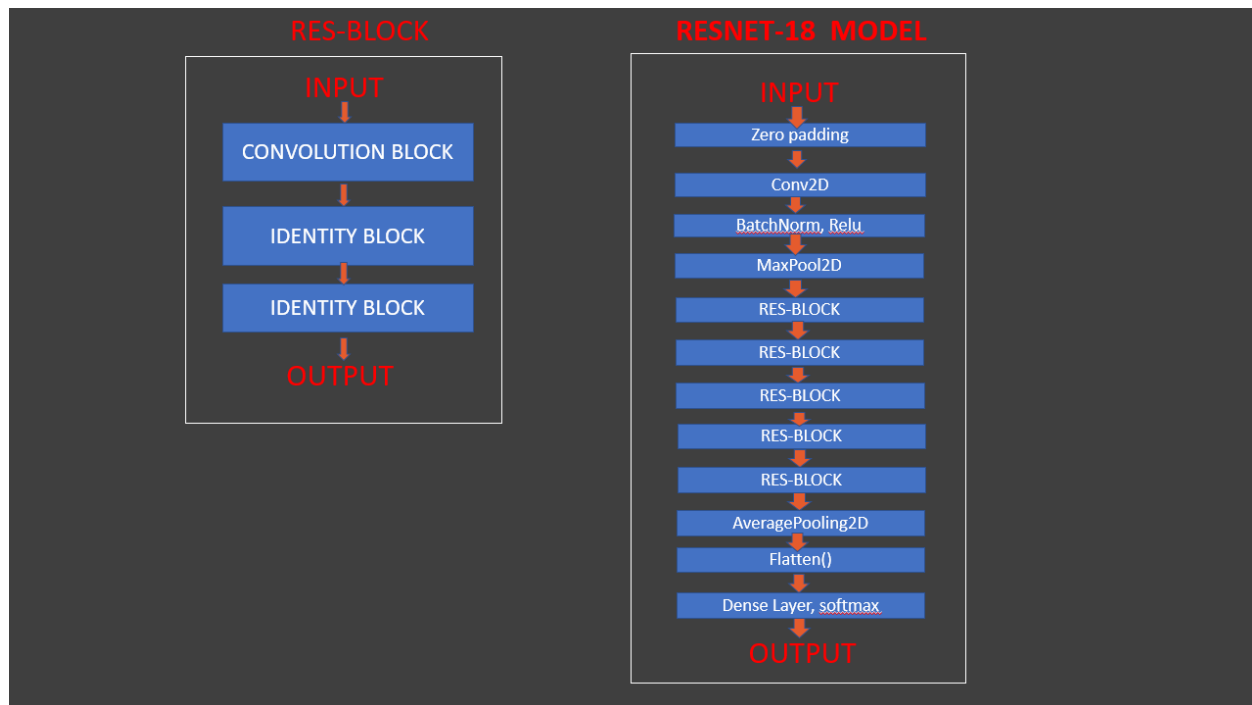 RES-BLOCK
INPUT
CONVOLUTION BLOCK
IDENTITY BLOCK
IDENTITY BLOCK
OUTPUT
RESNET-18 MODEL
INPUT
Zero padding
Conv2D
BatchNorm, Relu
MaxPool2D
RES-BLOCK
RES-BLOCK
RES-BLOCK
RES-BLOCK
RES-BLOCK
AveragePooling2D
Flatten()
Dense Layer, softmax
OUTPUT